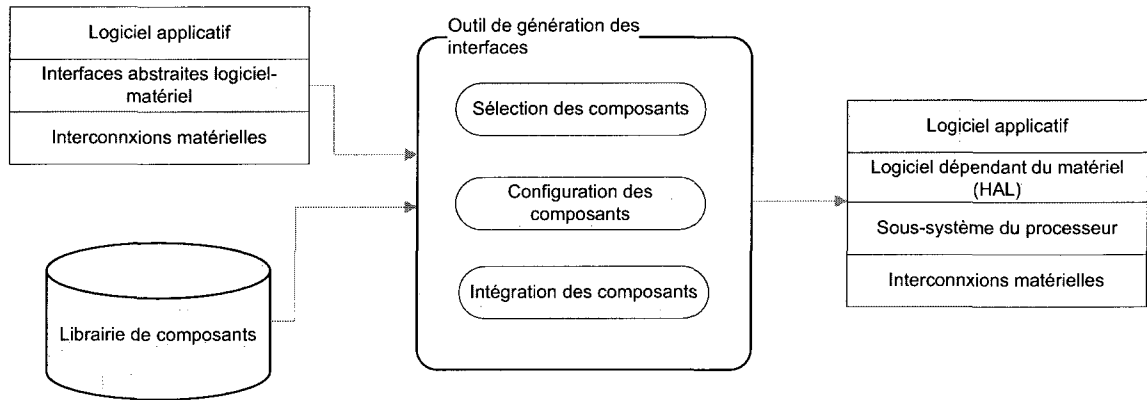 Logiciel applicatif
Interfaces abstraites logiciel-
matériel
Interconnxions matérielles
Librairie de composants
Outil de génération des
interfaces
Sélection des composants
Configuration des
composants
Intégration des composants
Logiciel applicatif
Logiciel dépendant du matériel
(HAL)
Sous-système du processeur
Interconnxions matérielles